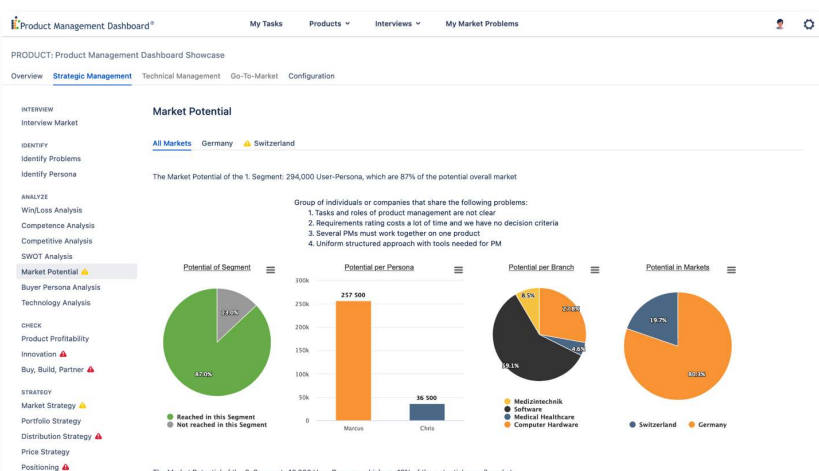 Product Management Dashboard®
My Tasks Products Interviews My Market Problems
PRODUCT: Product Management Dashboard Showcase
Overview Strategic Management Technical Management Go-To-Market Configuration
INTERVIEW
Interview Market
IDENTIFY
Identify Problems
Identify Persona
ANALYZE
Win/Loss Analysis
Competence Analysis
Competitive Analysis
SWOT Analysis
Market Potential
Buyer Persona Analysis
Technology Analysis
CHECK
Product Profitability
Innovation
Buy, Build, Partner
STRATEGY
Market Strategy
Portfolio Strategy
Distribution Strategy
Price Strategy
Positioning
Market Potential
All Markets Germany Switzerland
The Market Potential of the 1. Segment: 294,000 User-Persona, which are 87% of the potential overall market
Group of individuals or companies that share the following problems:
1. Tasks and roles of product management are not clear
2. Requirements rating costs a lot of time and we have no decision criteria
3. Several PMs must work together on one product
4. Uniform structured approach with tools needed for PM
Potential of Segment
13.0%
87.0%
Reached in this Segment
Not reached in this Segment
Potential per Persona
300k
250k
200k
150k
100k
50k
0
257 500
36 500
Marcus Chris
Potential per Branch
8.5%
4.6%
Medizintechnik
Software
Medical Healthcare
Computer Hardware
Potential in Markets
19.7%
80.3%
Switzerland Germany